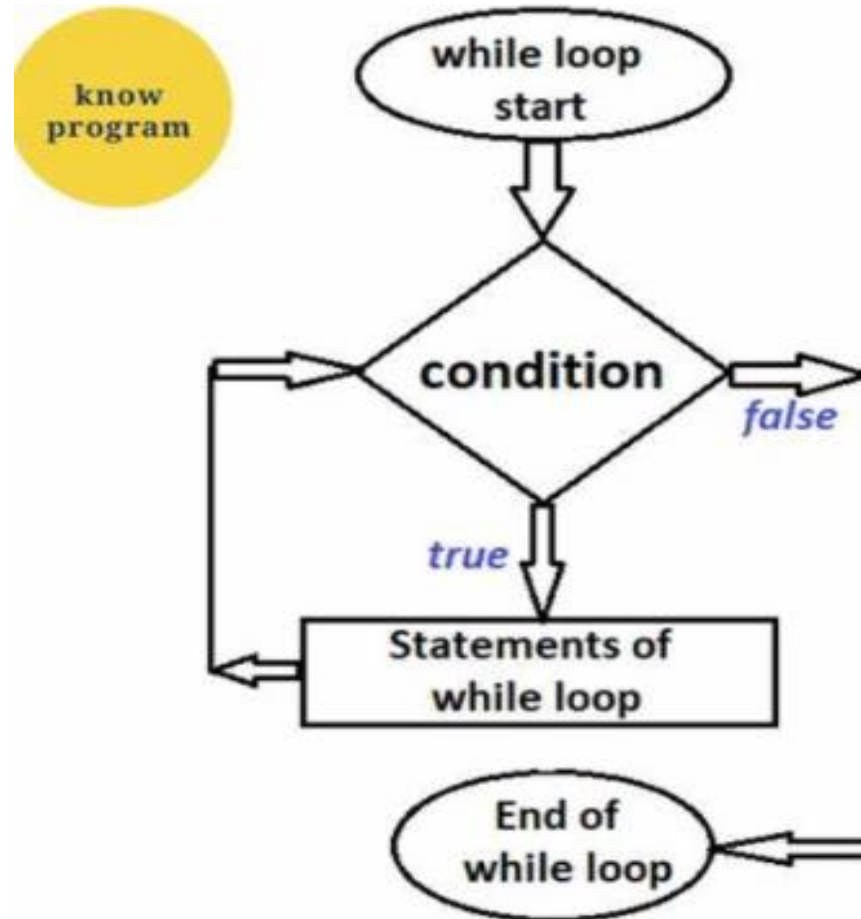 know
program
while loop
start
condition
false
true
Statements of
while loop
End of
while loop